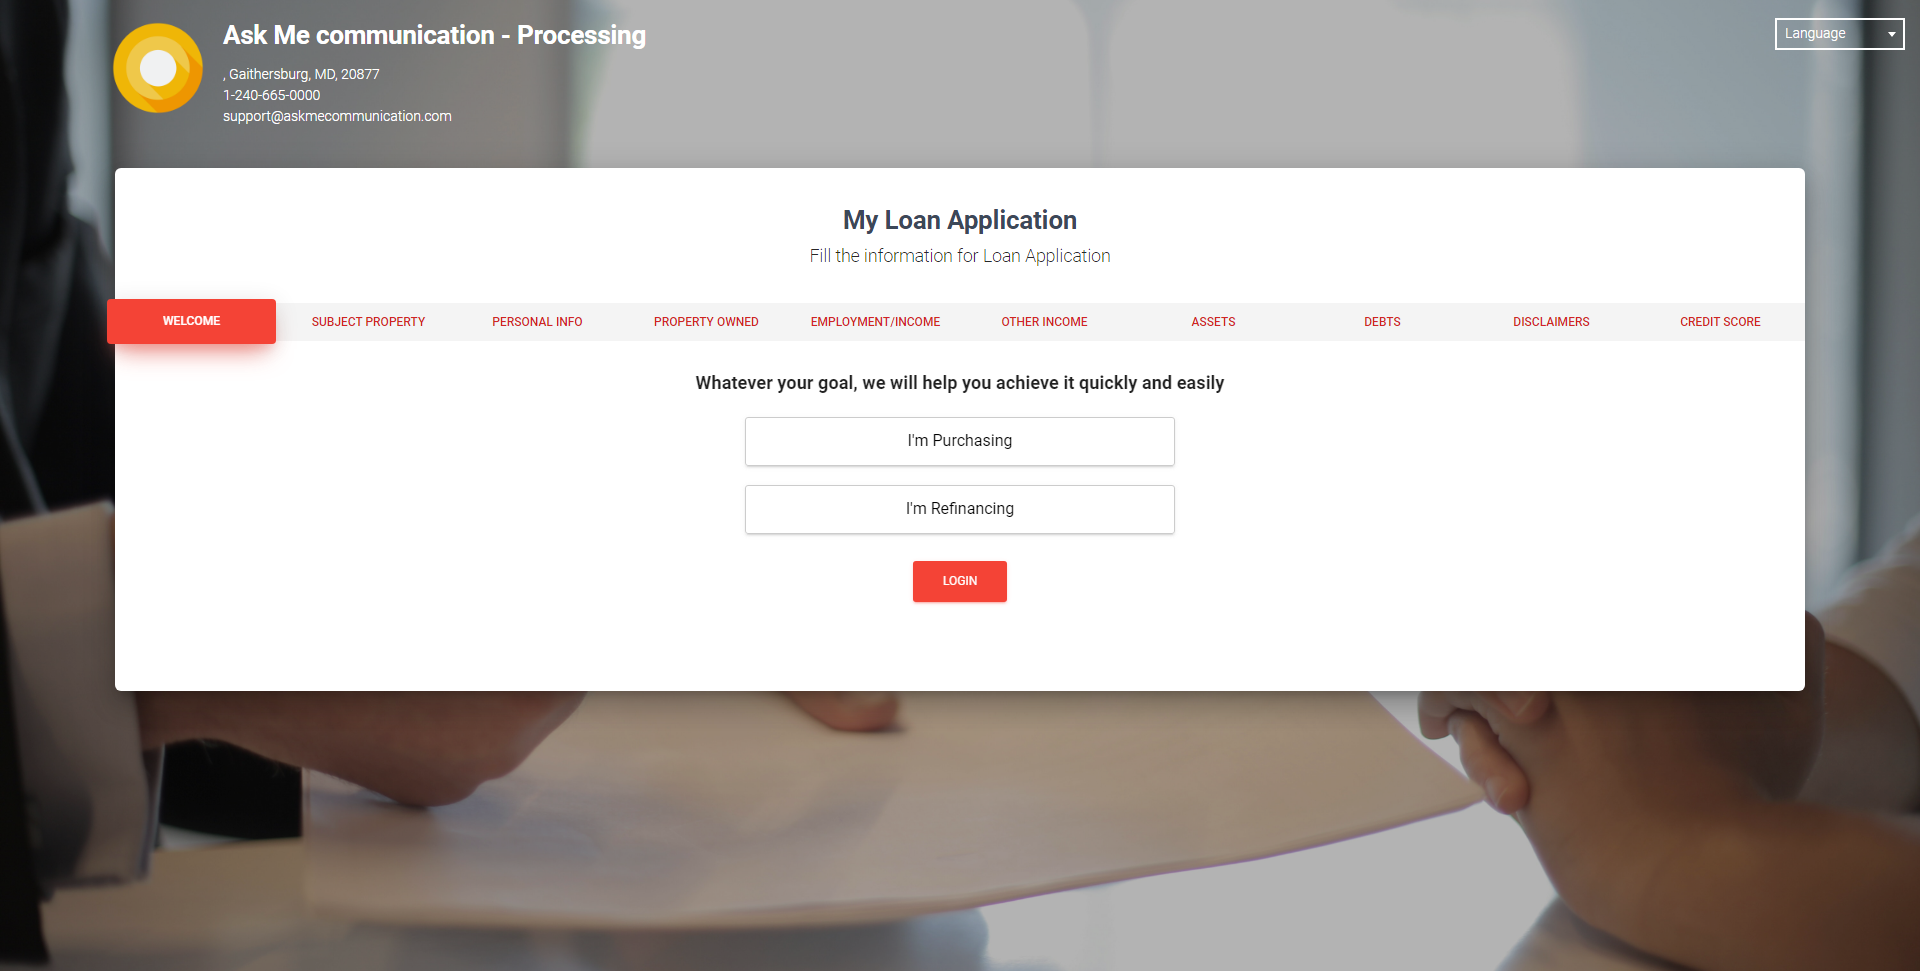 Ask Me communication - Processing
, Gaithersburg, MD, 20877
1-240-665-0000
support@askmecommunication.com
Language
My Loan Application
Fill the information for Loan Application
WELCOME
SUBJECT PROPERTY
PERSONAL INFO
PROPERTY OWNED
EMPLOYMENT/INCOME
OTHER INCOME
ASSETS
DEBTS
DISCLAIMERS
CREDIT SCORE
Whatever your goal, we will help you achieve it quickly and easily
I'm Purchasing
I'm Refinancing
LOGIN